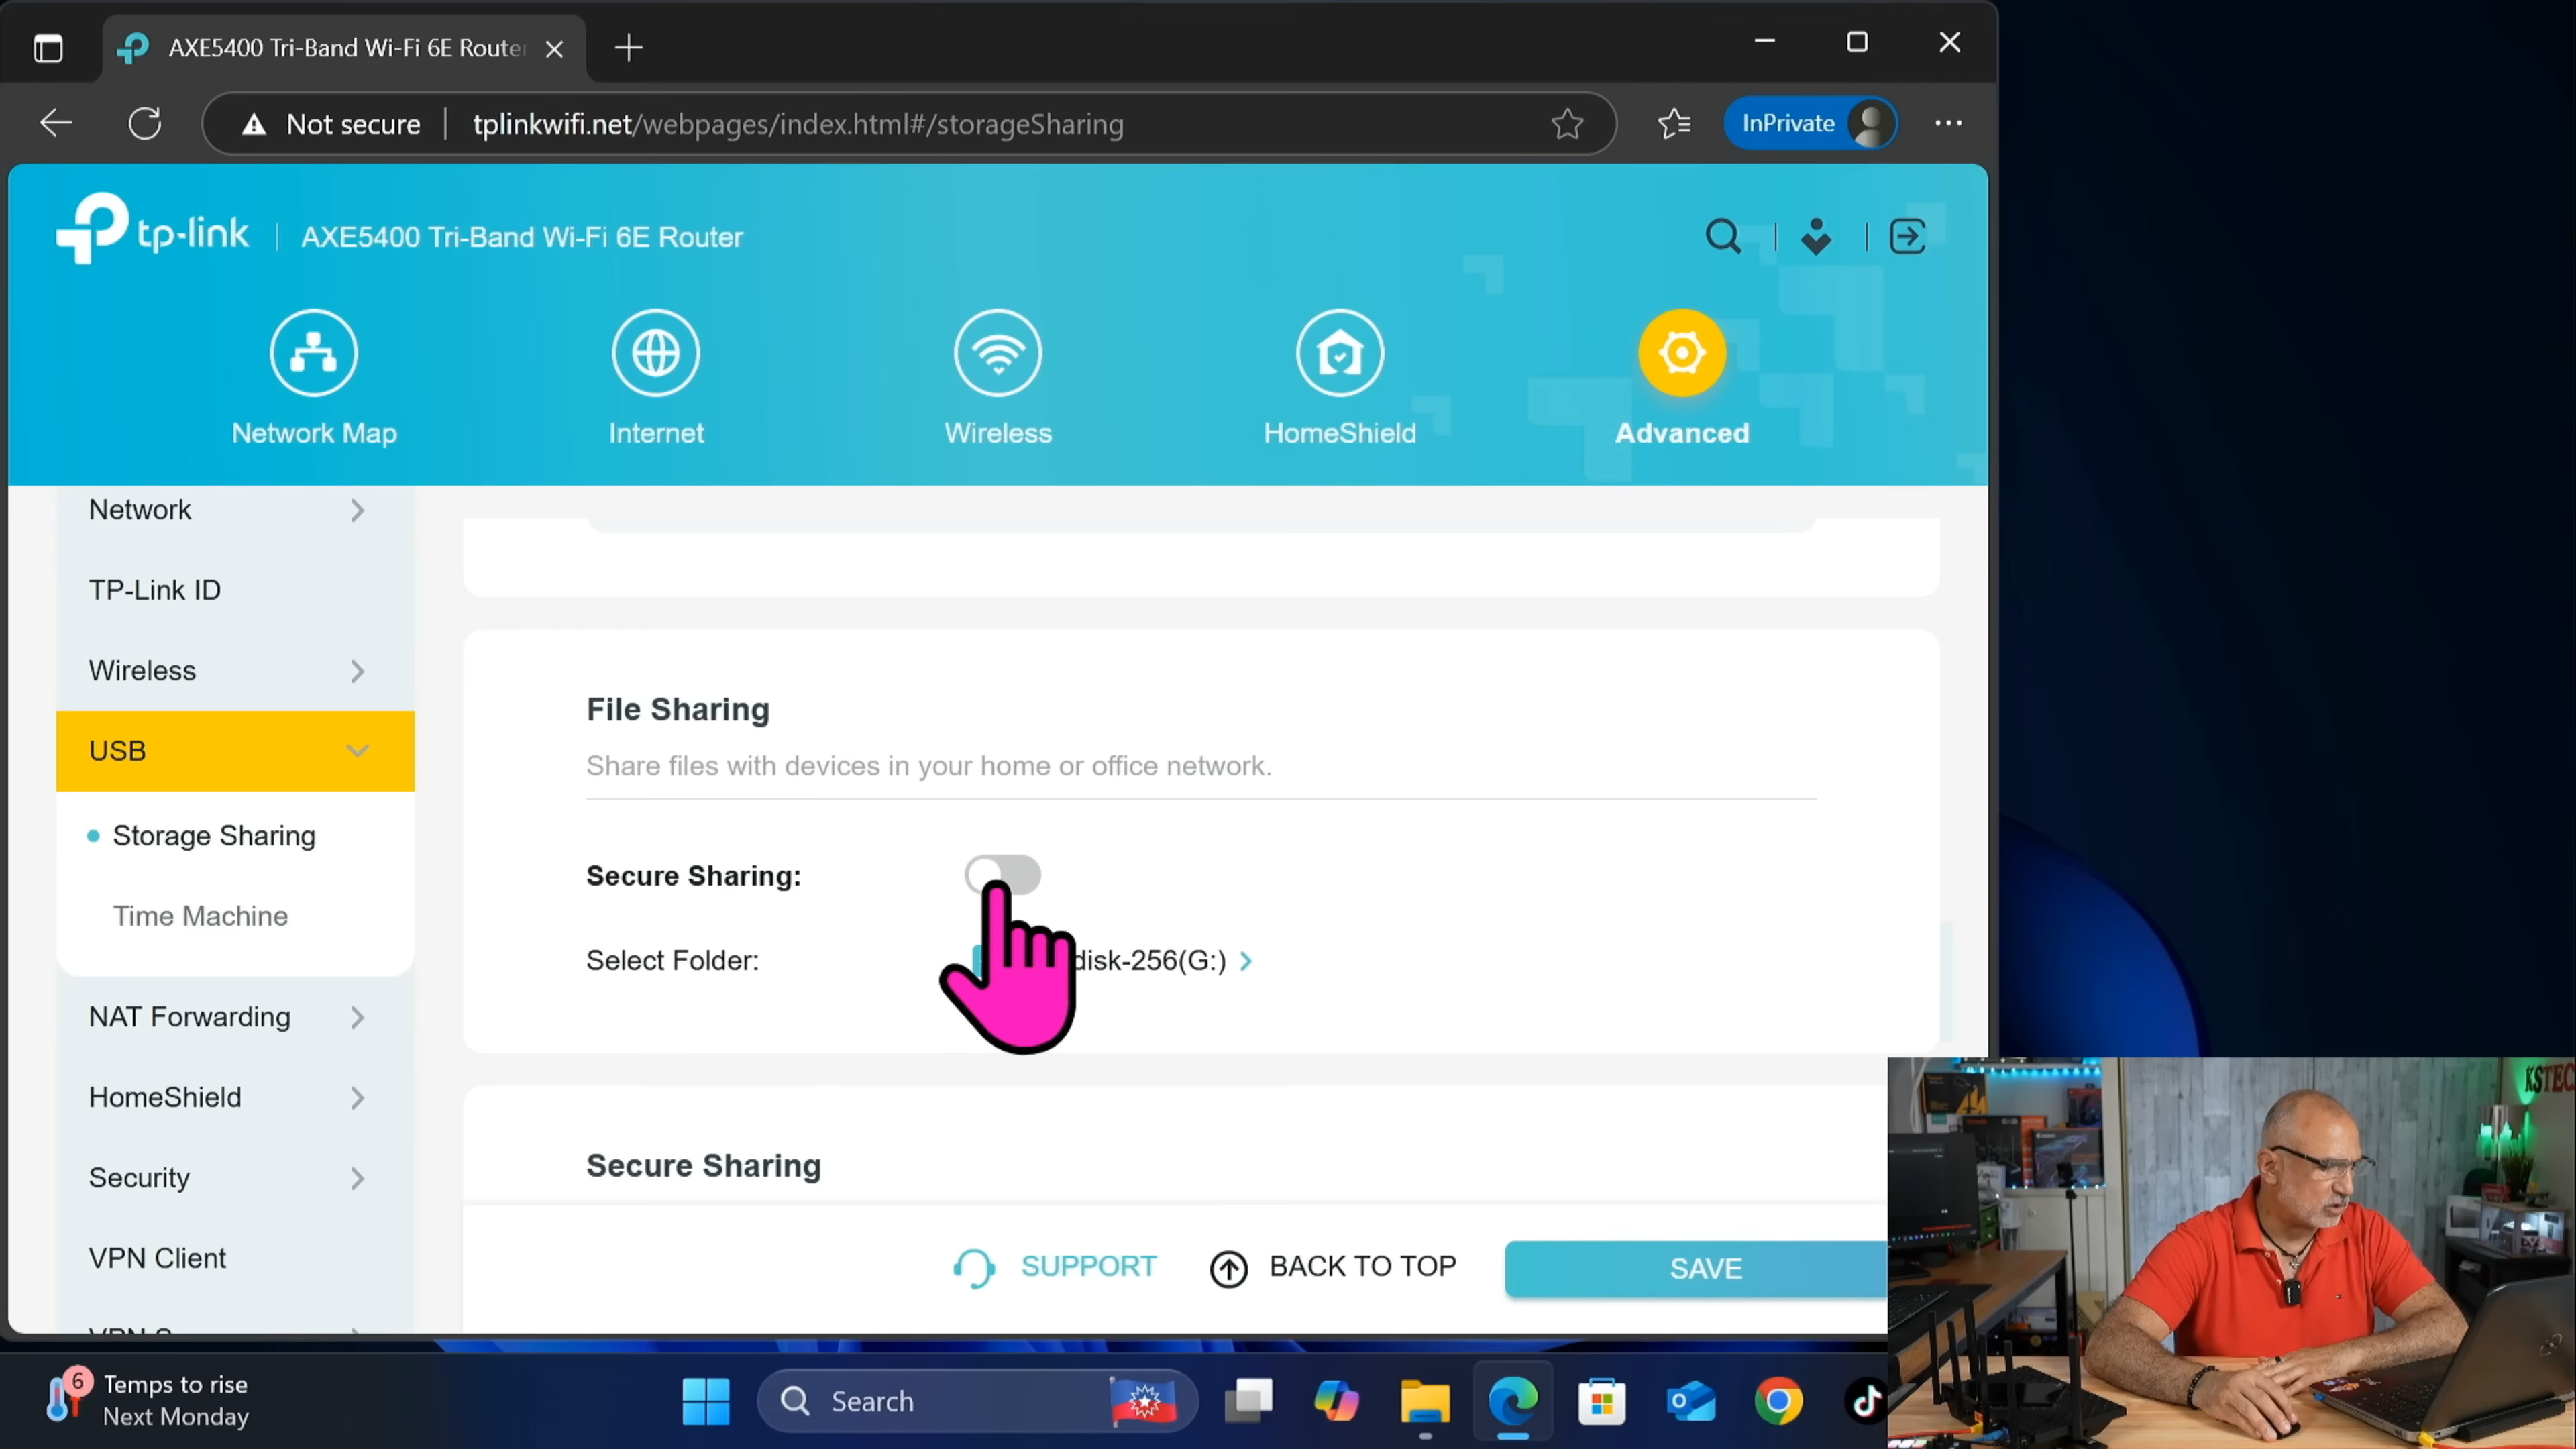 AXE5400 Tri-Band Wi-Fi 6E Router
Not secure
tplinkwifi.net/webpages/index.html#/storageSharing
InPrivate
tp-link
AXE5400 Tri-Band Wi-Fi 6E Router
Network Map
Internet
Wireless
HomeShield
Advanced
Network
TP-Link ID
Wireless
USB
Storage Sharing
Time Machine
NAT Forwarding
HomeShield
Security
VPN Client
File Sharing
Share files with devices in your home or office network.
Secure Sharing:
Select Folder:
disk-256(G:)
Secure Sharing
SUPPORT
BACK TO TOP
SAVE
KSTEC
6
Temps to rise
Next Monday
Search